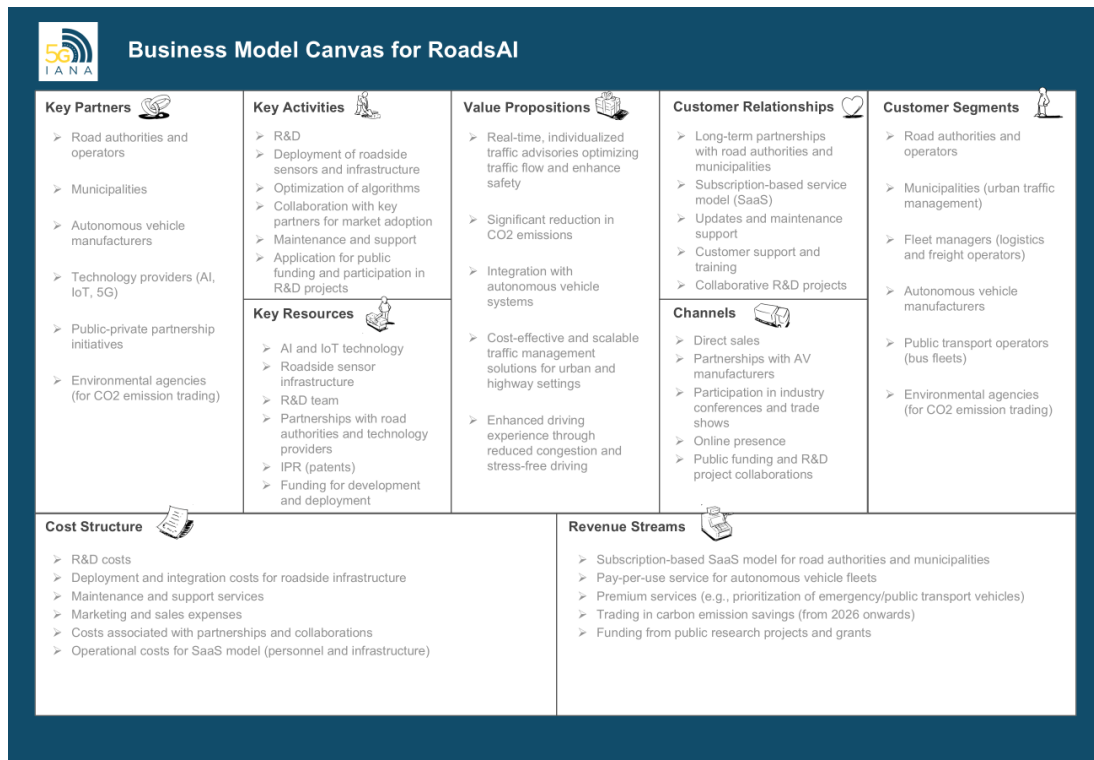 5G
IANA
Business Model Canvas for RoadsAI
Key Partners
➢ Road authorities and
operators
➢ Municipalities
➢ Autonomous vehicle
manufacturers
➢ Technology providers (AI,
IoT, 5G)
➢ Public-private partnership
initiatives
➢ Environmental agencies
(for CO2 emission trading)
Key Activities
➢ R&D
➢ Deployment of roadside
sensors and infrastructure
➢ Optimization of algorithms
➢ Collaboration with key
partners for market adoption
➢ Maintenance and support
➢ Application for public
funding and participation in
R&D projects
Key Resources
➢ AI and IoT technology
➢ Roadside sensor
infrastructure
➢ R&D team
➢ Partnerships with road
authorities and technology
providers
➢ IPR (patents)
➢ Funding for development
and deployment
Value Propositions
➢ Real-time, individualized
traffic advisories optimizing
traffic flow and enhance
safety
➢ Significant reduction in
CO2 emissions
➢ Integration with
autonomous vehicle
systems
➢ Cost-effective and scalable
traffic management
solutions for urban and
highway settings
➢ Enhanced driving
experience through
reduced congestion and
stress-free driving
Customer Relationships
➢ Long-term partnerships
with road authorities and
municipalities
➢ Subscription-based service
model (SaaS)
➢ Updates and maintenance
support
➢ Customer support and
training
➢ Collaborative R&D projects
Channels
➢ Direct sales
➢ Partnerships with AV
manufacturers
➢ Participation in industry
conferences and trade
shows
➢ Online presence
➢ Public funding and R&D
project collaborations
Customer Segments
➢ Road authorities and
operators
➢ Municipalities (urban traffic
management)
➢ Fleet managers (logistics
and freight operators)
➢ Autonomous vehicle
manufacturers
➢ Public transport operators
(bus fleets)
➢ Environmental agencies
(for CO2 emission trading)
Cost Structure
➢ R&D costs
➢ Deployment and integration costs for roadside infrastructure
➢ Maintenance and support services
➢ Marketing and sales expenses
➢ Costs associated with partnerships and collaborations
➢ Operational costs for SaaS model (personnel and infrastructure)
Revenue Streams
➢ Subscription-based SaaS model for road authorities and municipalities
➢ Pay-per-use service for autonomous vehicle fleets
➢ Premium services (e.g., prioritization of emergency/public transport vehicles)
➢ Trading in carbon emission savings (from 2026 onwards)
➢ Funding from public research projects and grants